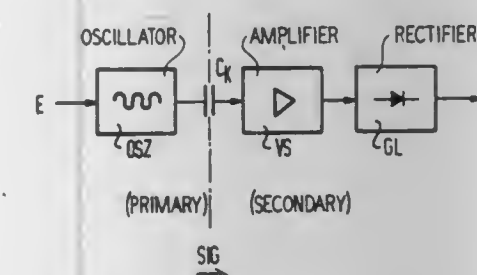 OSCILLATOR AMPLIFIER RECTIFIER
E CK
OSZ VS GL
(PRIMARY) (SECONDARY)
SIG